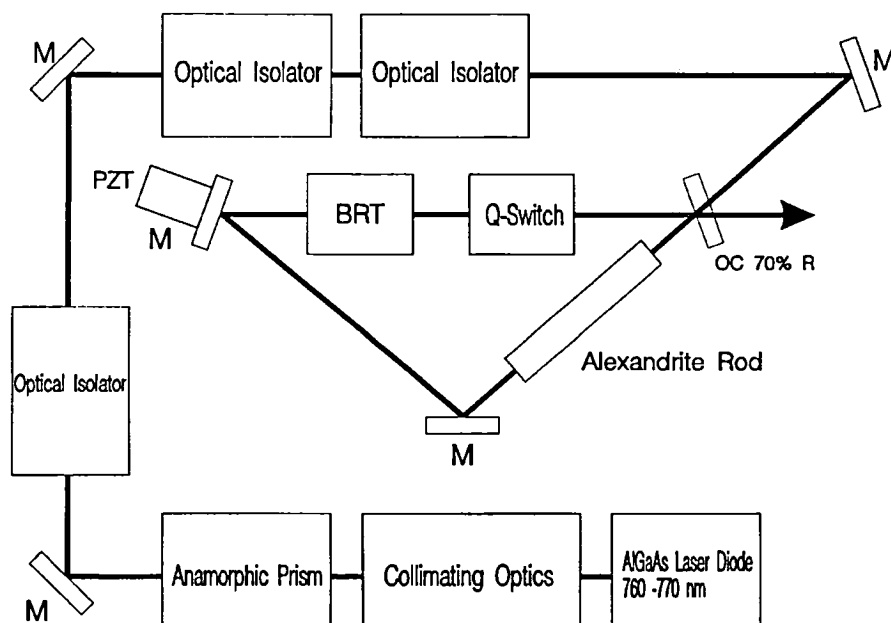 M
Optical Isolator
Optical Isolator
M
PZT
M
BRT
Q-Switch
OC 70% R
Optical Isolator
Alexandrite Rod
M
M
Anamorphic Prism
Collimating Optics
AlGaAs Laser Diode
760 -770 nm